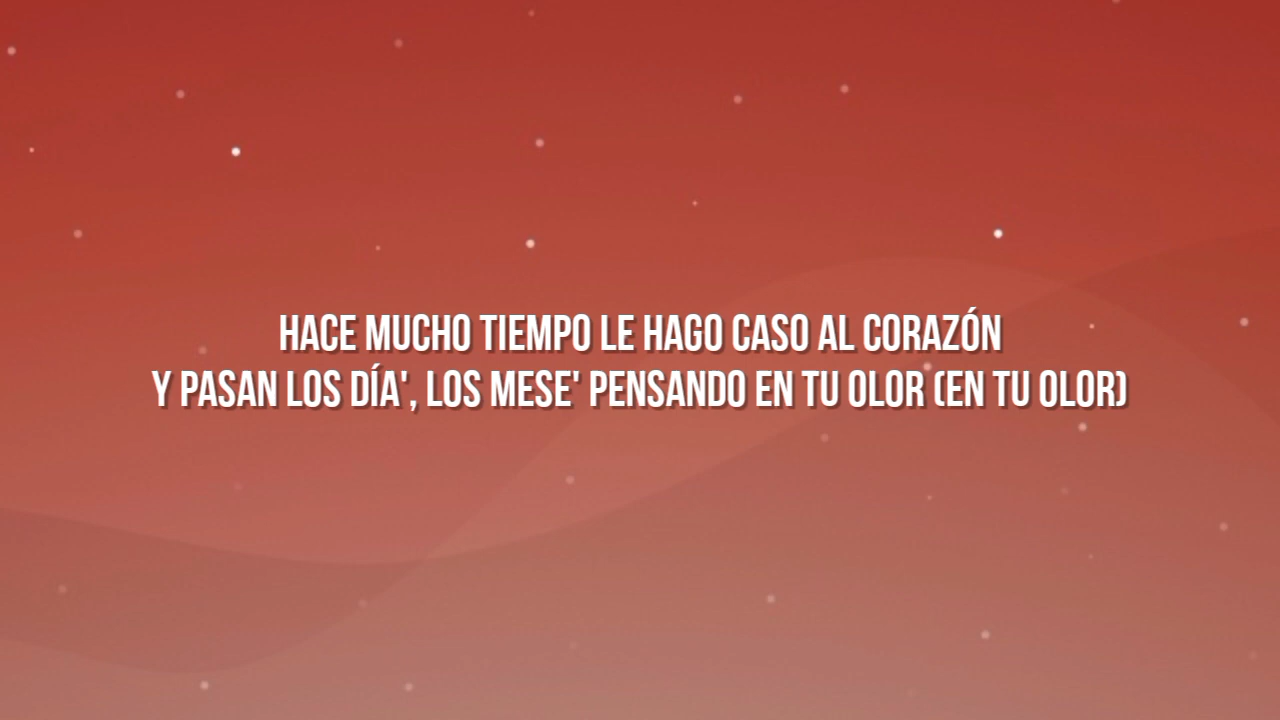 HACE MUCHO TIEMPO LE HAGO CASO AL CORAZÓN
Y PASAN LOS DÍA', LOS MESE' PENSANDO EN TU OLOR (EN TU OLOR)